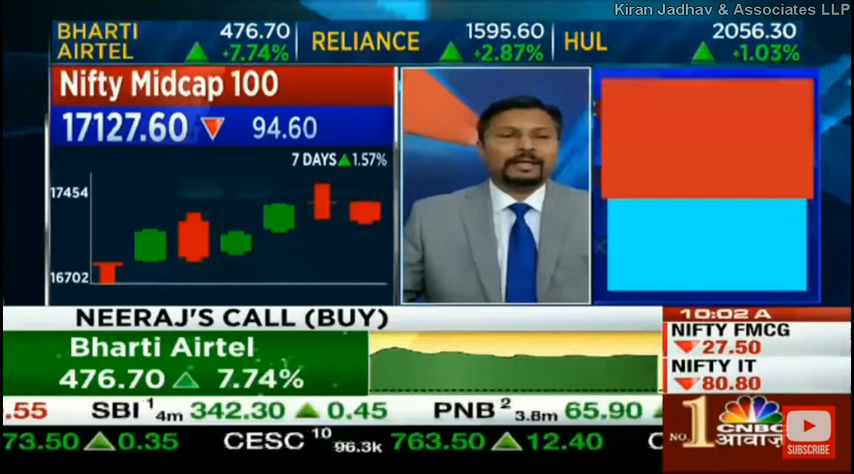 Kiran Jadhav & Associates LLP
BHARTI AIRTEL 476.70 +7.74% RELIANCE 1595.60 +2.87% HUL 2056.30 +1.03%
Nifty Midcap 100
17127.60 94.60
7 DAYS 1.57%
17454
16702
NEERAJ'S CALL (BUY)
Bharti Airtel
476.70 7.74%
10:02 A
NIFTY FMCG
27.50
NIFTY IT
80.80
.55 SBI 1 4m 342.30 0.45 PNB 2 3.8m 65.90
73.50 0.35 CESC 10 96.3k 763.50 12.40 C
NO. 1 CNBC
आवाज़
SUBSCRIBE